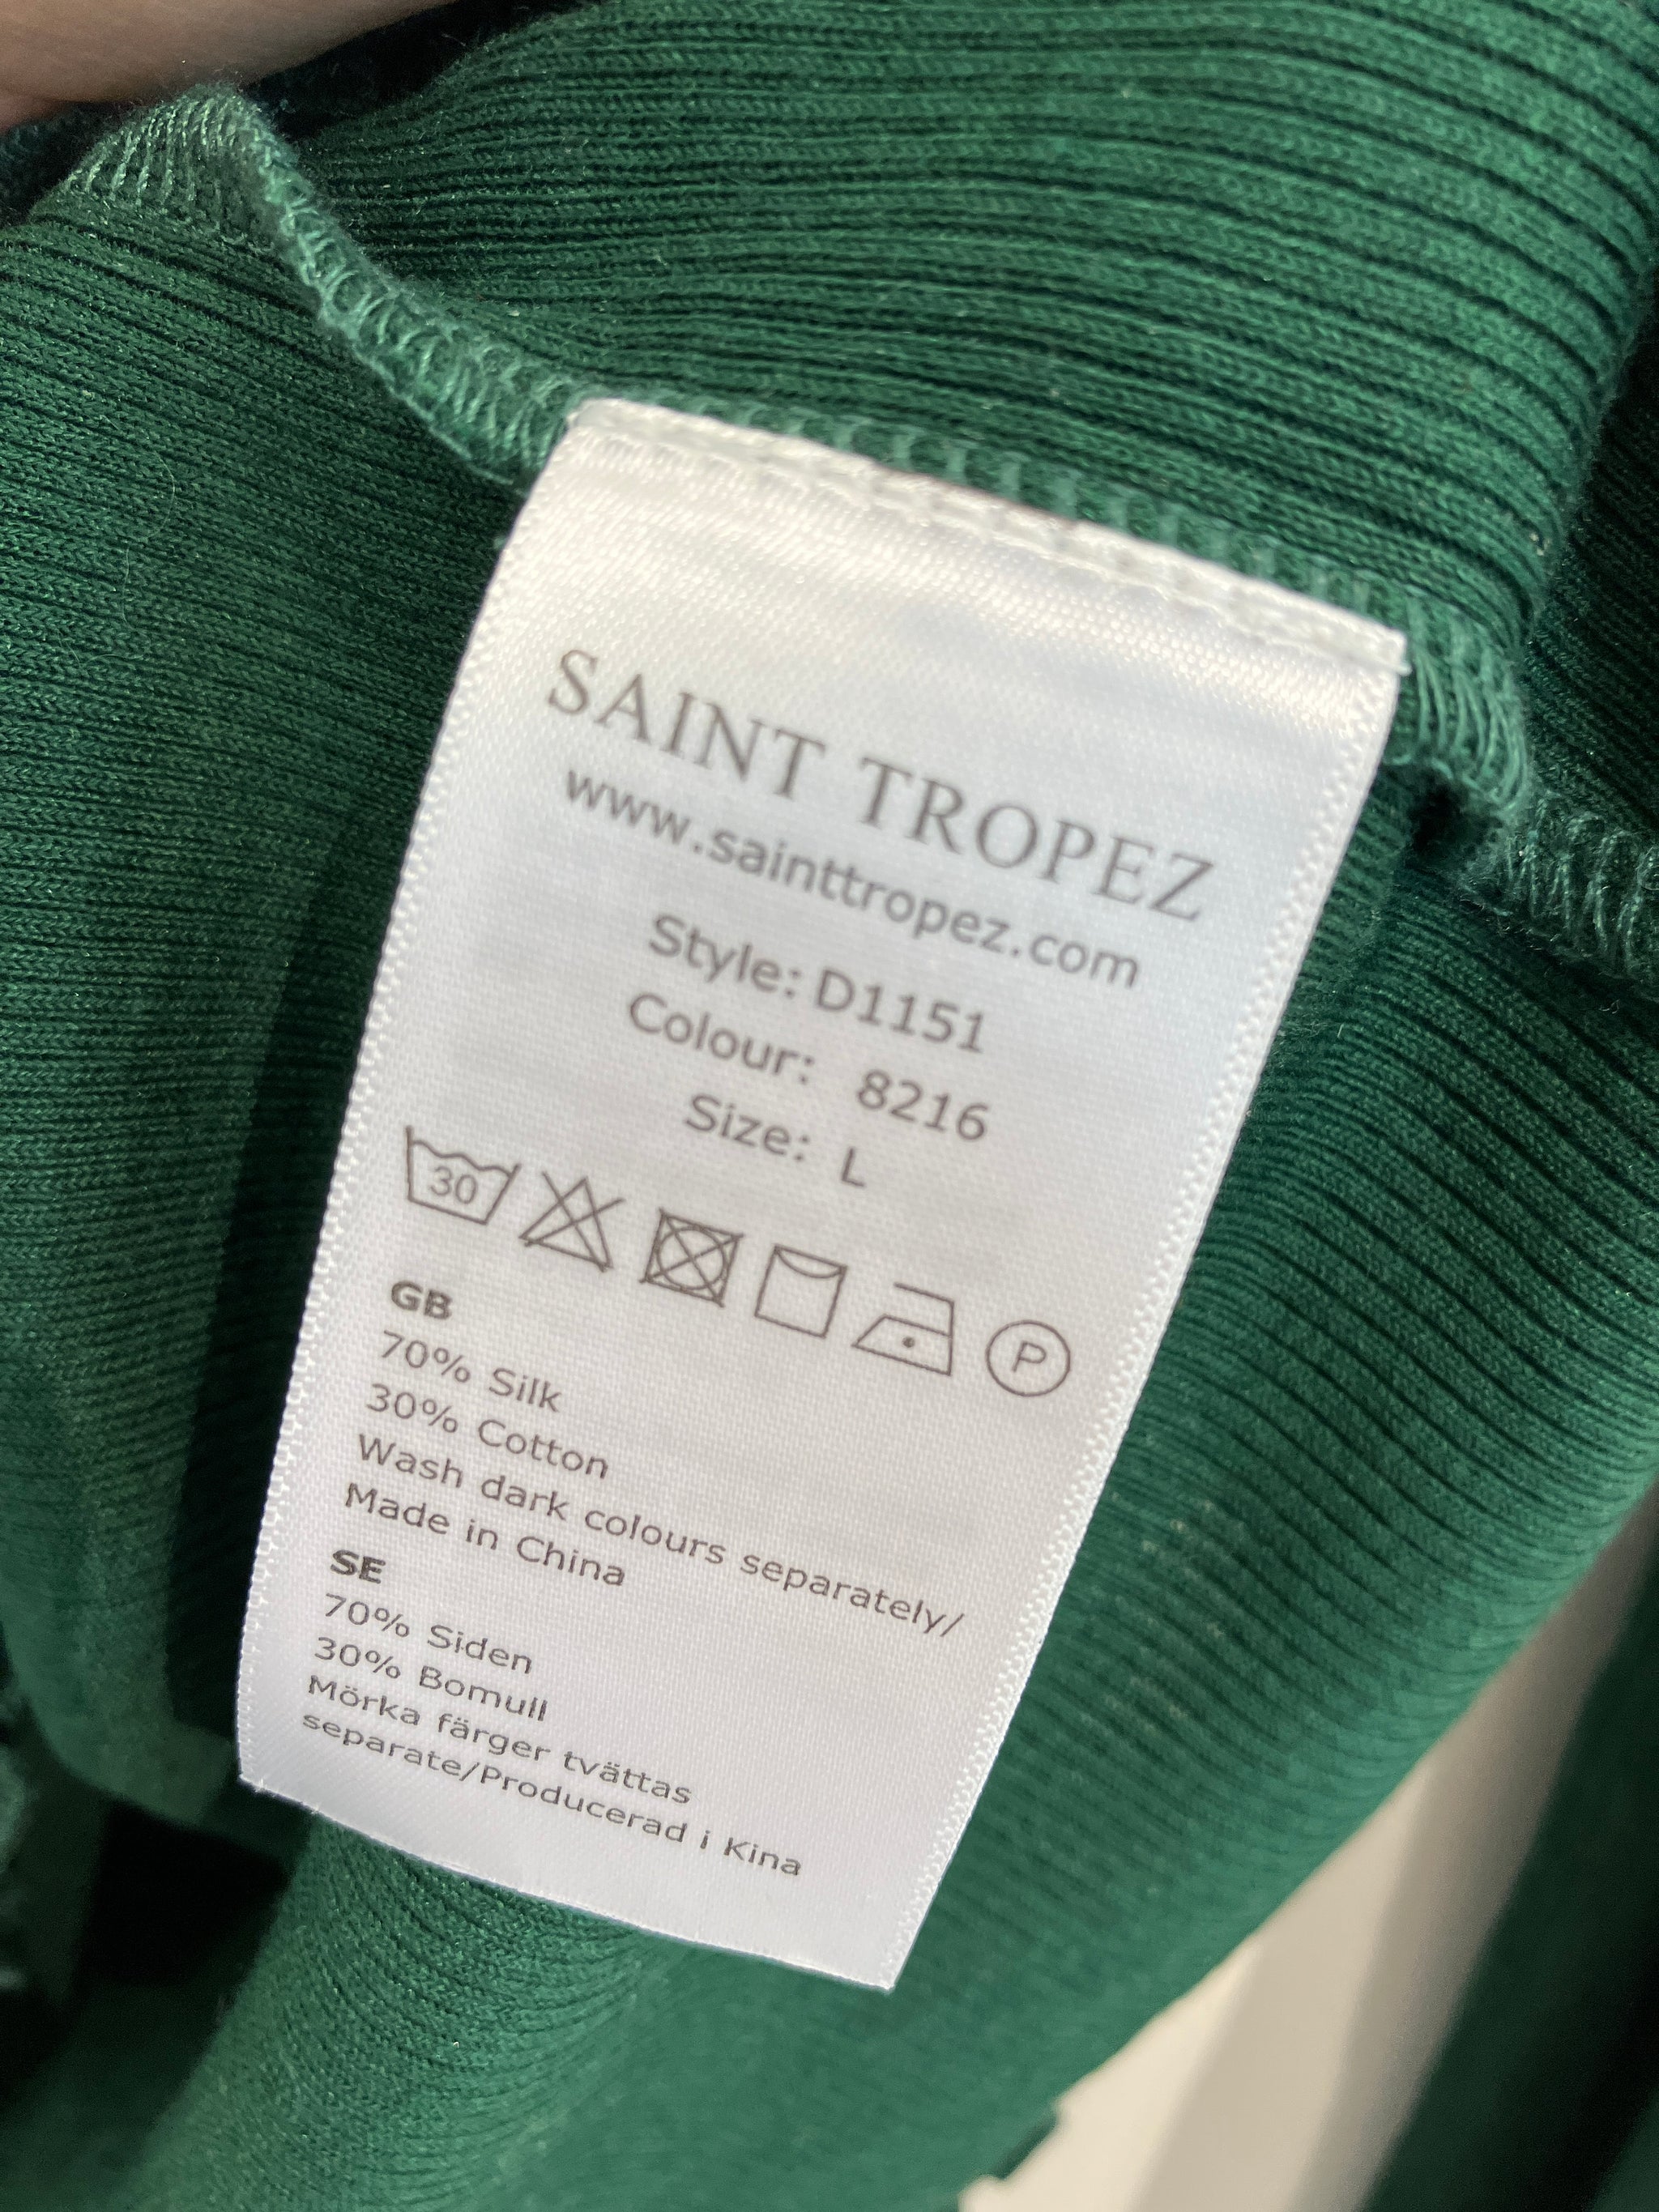 SAINT TROPEZ
www.sainttropez.com
Style: D1151
Colour: 8216
Size: L
30
P
GB
70% Silk
30% Cotton
Wash dark colours separately/
Made in China
SE
70% Siden
30% Bomull
Mörka färger tvättas
separate/Producerad i Kina